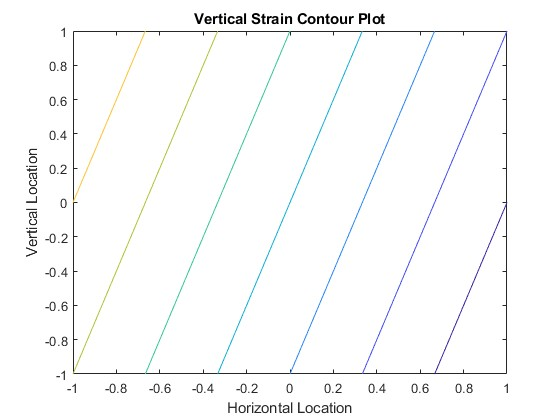 Vertical Strain Contour Plot
1
0.8
0.6
0.4
0.2
0
-0.2
-0.4
-0.6
-0.8
-1
Vertical Location
-1 -0.8 -0.6 -0.4 -0.2 0 0.2 0.4 0.6 0.8 1
Horizontal Location